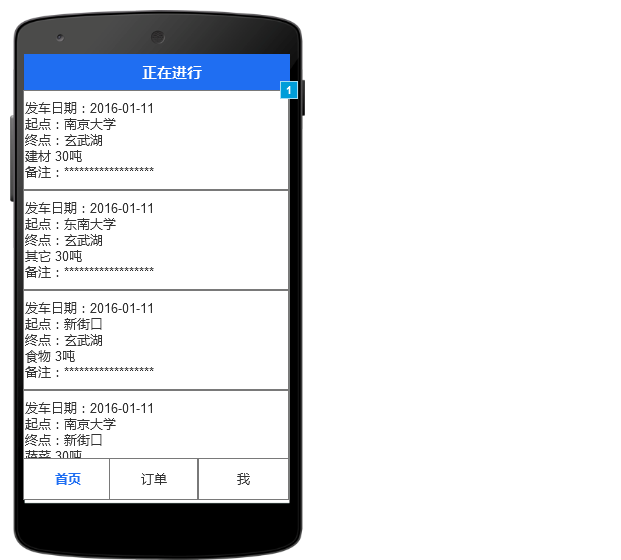 正在进行
1
发车日期：2016-01-11
起点：南京大学
终点：玄武湖
建材 30吨
备注：******************
发车日期：2016-01-11
起点：东南大学
终点：玄武湖
其它 30吨
备注：******************
发车日期：2016-01-11
起点：新街口
终点：玄武湖
食物 3吨
备注：******************
发车日期：2016-01-11
起点：南京大学
终点：新街口
蔬菜 30吨
首页 订单 我